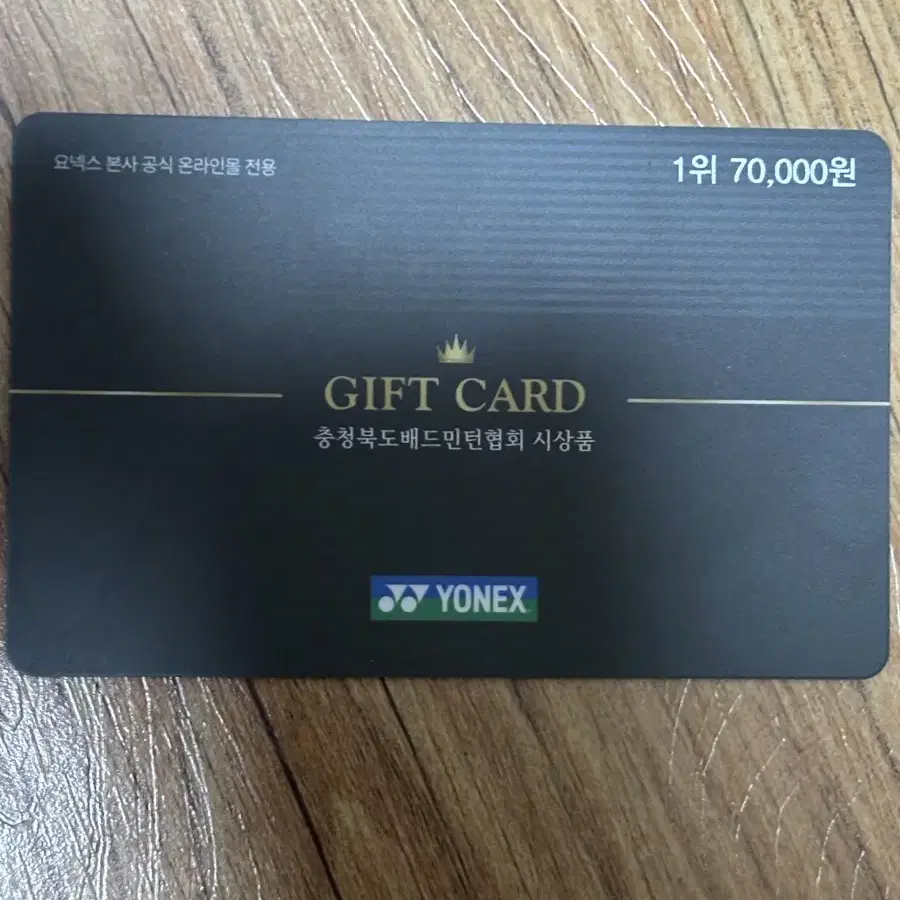 요넥스 본사 공식 온라인몰 전용
1위 70,000원
GIFT CARD
충청북도배드민턴협회 시상품
YONEX